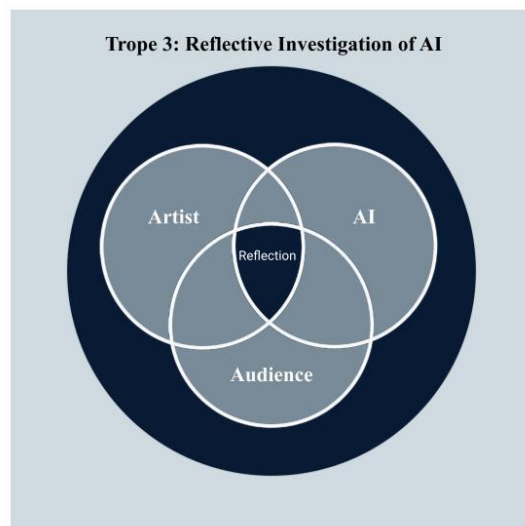 Trope 3: Reflective Investigation of AI
Artist
AI
Reflection
Audience